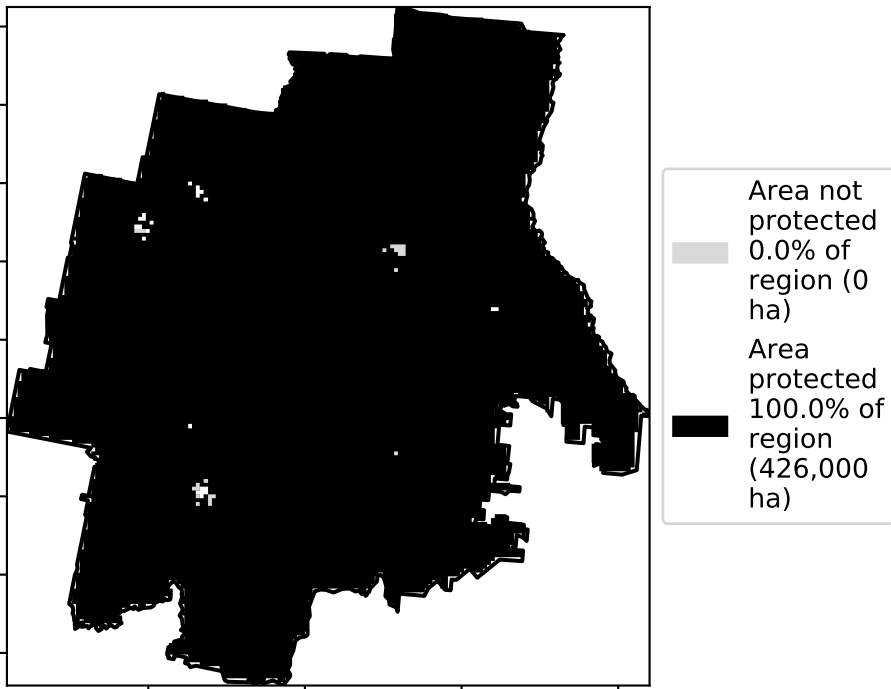 Area not
protected
0.0% of
region (0
ha)
Area
protected
100.0% of
region
(426,000
ha)